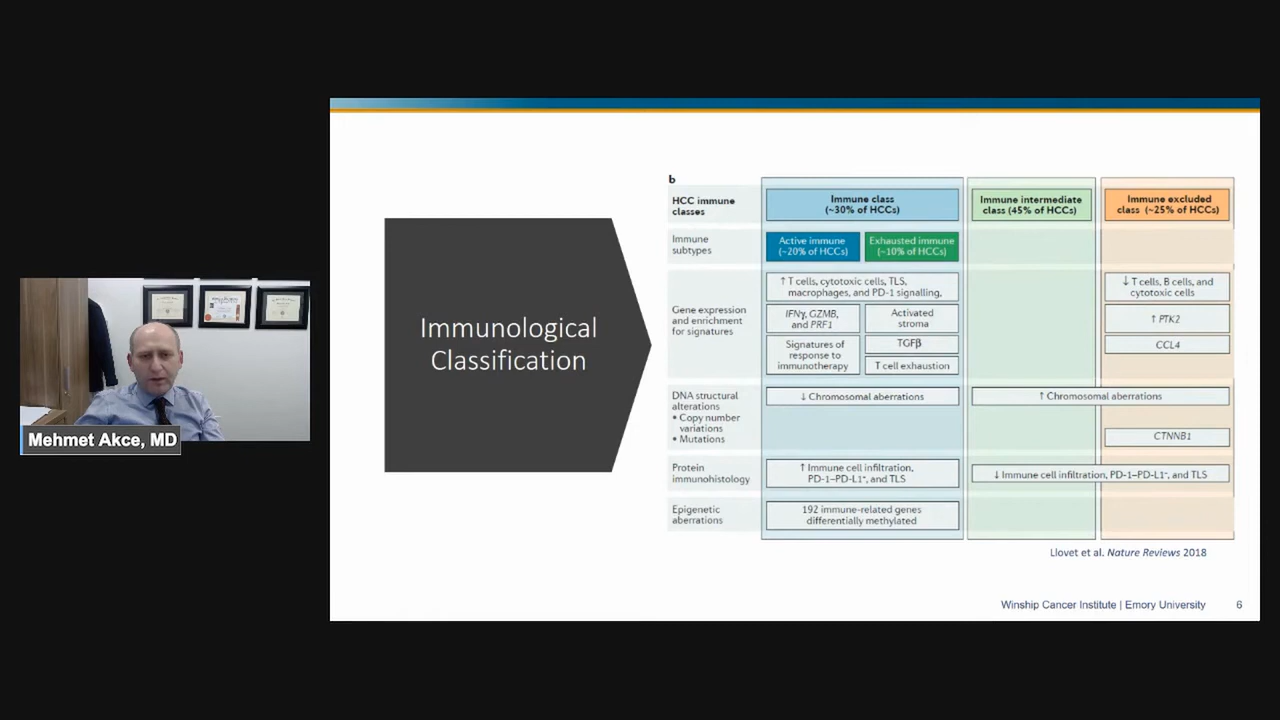 Mehmet Akce, MD
Immunological
Classification
b
HCC immune
classes
Immune class
(~30% of HCCs)
Immune intermediate
class (45% of HCCs)
Immune excluded
class (~25% of HCCs)
Immune
subtypes
Active immune
(~20% of HCCs)
Exhausted immune
(~10% of HCCs)
Gene expression
and enrichment
for signatures
↑ T cells, cytotoxic cells, TLS,
macrophages, and PD-1 signalling,
IFNγ, GZMB,
and PRF1
Activated
stroma
Signatures of
response to
immunotherapy
TGFβ
T cell exhaustion
↓ T cells, B cells, and
cytotoxic cells
↑ PTK2
CCL4
DNA structural
alterations
• Copy number
variations
• Mutations
↓ Chromosomal aberrations
↑ Chromosomal aberrations
CTNNB1
Protein
immunohistology
↑ Immune cell infiltration,
PD-1–PD-L1⁺, and TLS
↓ Immune cell infiltration, PD-1–PD-L1⁻, and TLS
Epigenetic
aberrations
192 immune-related genes
differentially methylated
Llovet et al. Nature Reviews 2018
Winship Cancer Institute | Emory University 6